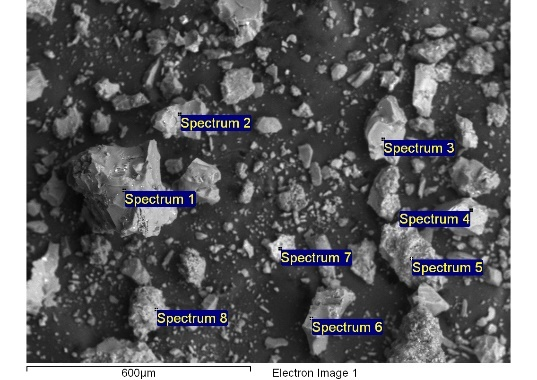 Spectrum 2
Spectrum 3
Spectrum 1
Spectrum 4
Spectrum 7
Spectrum 5
Spectrum 8
Spectrum 6
600µm
Electron Image 1